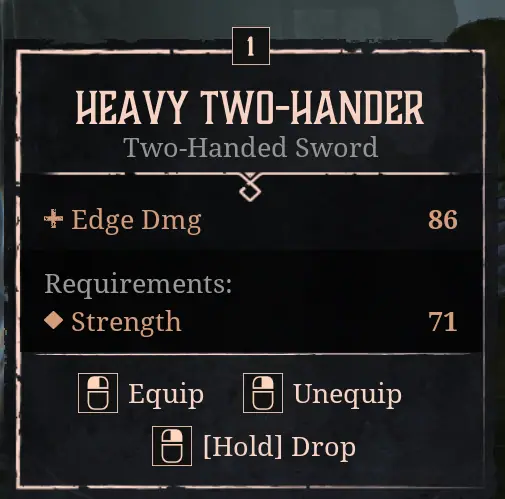 1
HEAVY TWO-HANDER
Two-Handed Sword
Edge Dmg 86
Requirements:
Strength 71
Equip Unequip
[Hold] Drop